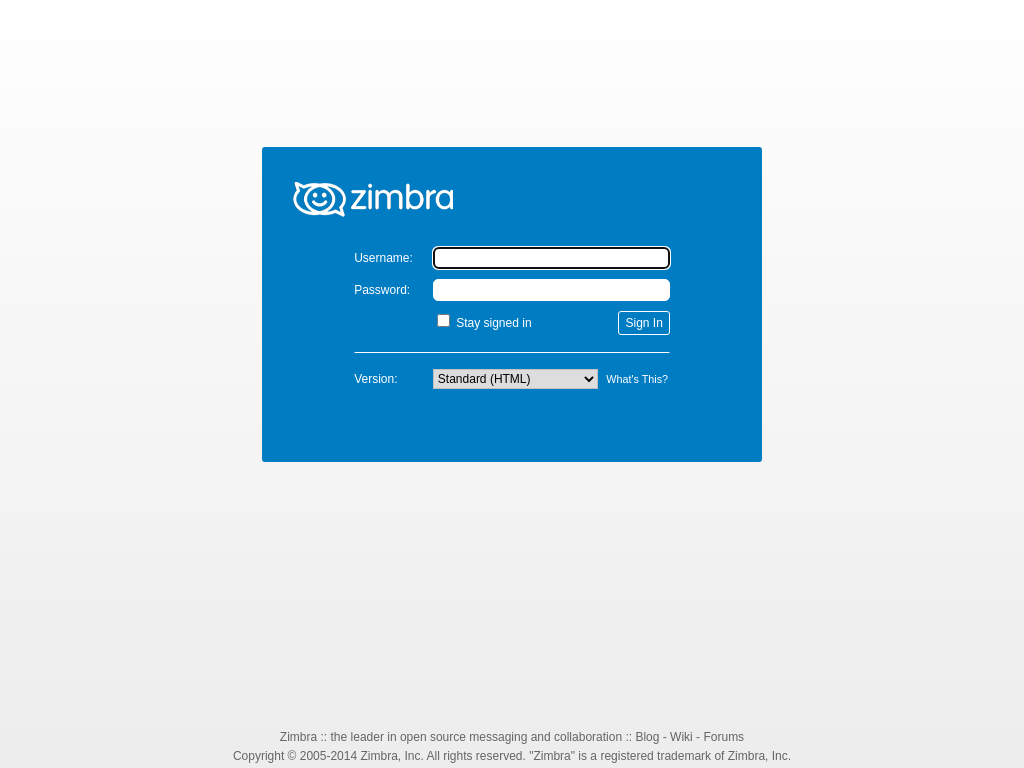 zimbra
Username:
Password:
Stay signed in
Sign In
Version:
Standard (HTML)
What's This?
Zimbra :: the leader in open source messaging and collaboration :: Blog - Wiki - Forums
Copyright © 2005-2014 Zimbra, Inc. All rights reserved. "Zimbra" is a registered trademark of Zimbra, Inc.